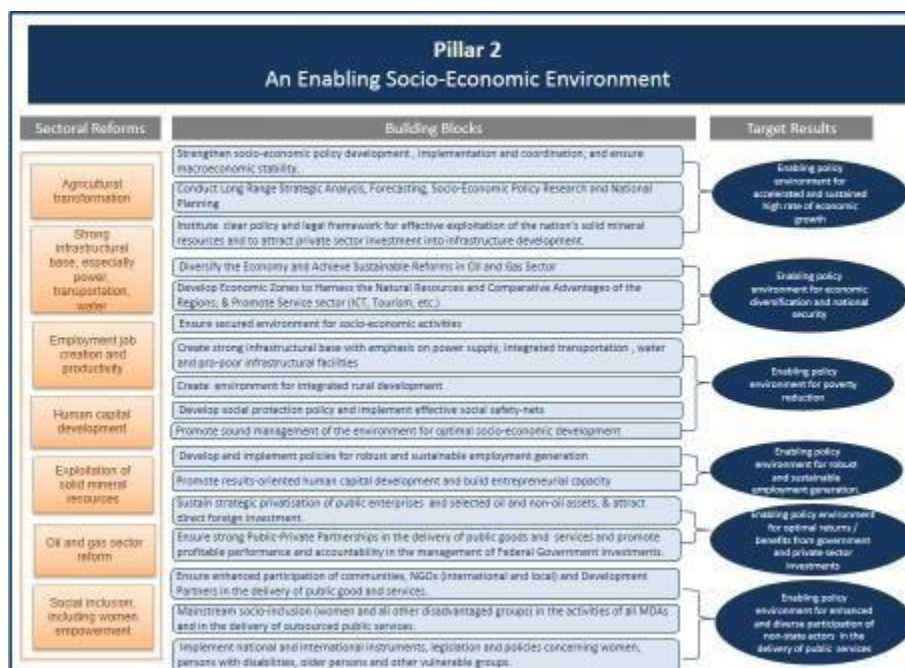 Pillar 2
An Enabling Socio-Economic Environment
Sectoral Reforms
Building Blocks
Target Results
Agricultural
transformation
Strong
infrastructural
base, especially
power,
transportation,
water
Employment job
creation and
productivity
Human capital
development
Exploitation of
solid mineral
resources
Oil and gas sector
reform
Social inclusion,
including women
empowerment
Strengthen socio-economic policy development , implementation and coordination, and ensure
macroeconomic stability.
Conduct Long Range Strategic Analysis, Forecasting, Socio-Economic Policy Research and National
Planning
Institute clear policy and legal framework for effective exploitation of the nation's solid mineral
resources and to attract private sector investment into infrastructure development.
Diversify the Economy and Achieve Sustainable Reforms in Oil and Gas Sector
Develop Economic Zones to Harness the Natural Resources and Comparative Advantages of the
Regions, & Promote Service sector (ICT, Tourism, etc.)
Ensure secured environment for socio-economic activities
Create strong infrastructural base with emphasis on power supply, integrated transportation , water
and pro-poor infrastructural facilities
Create environment for integrated rural development
Develop social protection policy and implement effective social safety-nets
Promote sound management of the environment for optimal socio-economic development
Develop and implement policies for robust and sustainable employment generation
Promote results-oriented human capital development and build entrepreneurial capacity
Sustain strategic privatisation of public enterprises and selected oil and non-oil assets, & attract
direct foreign investment.
Ensure strong Public-Private Partnerships in the delivery of public goods and services and promote
profitable performance and accountability in the management of Federal Government Investments.
Ensure enhanced participation of communities, NGOs (international and local) and Development
Partners in the delivery of public good and services.
Mainstream socio-inclusion (women and all other disadvantaged groups) in the activities of all MDAs
and in the delivery of outsourced public services.
Implement national and international instruments, legislation and policies concerning women,
persons with disabilities, older persons and other vulnerable groups.
Enabling policy
environment for
accelerated and sustained
high rate of economic
growth
Enabling policy
environment for economic
diversification and national
security
Enabling policy
environment for poverty
reduction
Enabling policy
environment for robust
and sustainable
employment generation.
Enabling policy environment
for optimal returns /
benefits from government
and private sector
investments
Enabling policy
environment for enhanced
and diverse participation of
non-state actors in the
delivery of public services